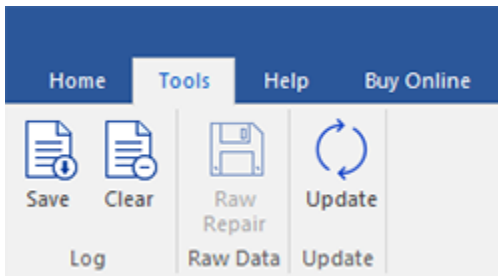 Home Tools Help Buy Online
Save Clear Raw Repair Update
Log Raw Data Update